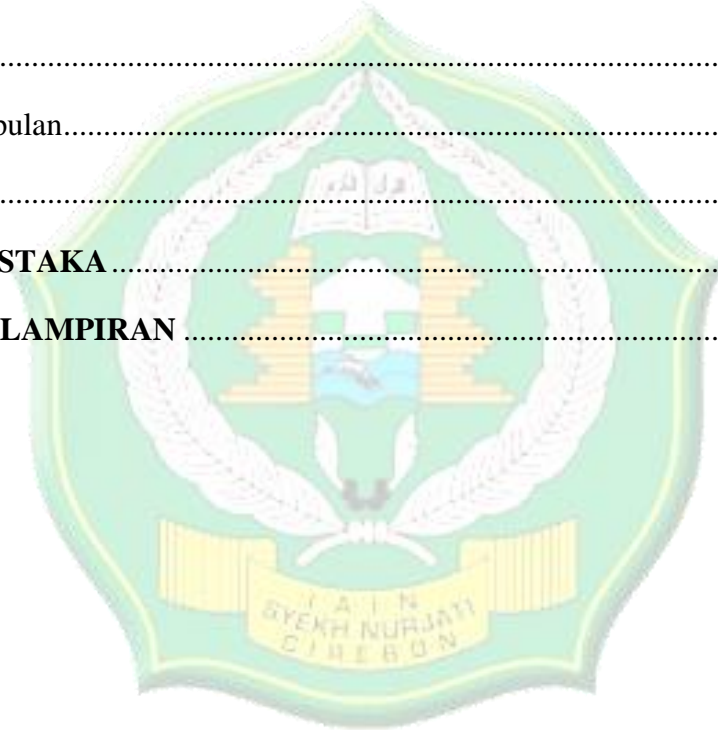 ....................................................................................................
pulan..........................................................................................
....................................................................................................
STAKA....................................................................................
LAMPIRAN ..........................................................................
I A I N
SYEKH NURJATI
CIREBON